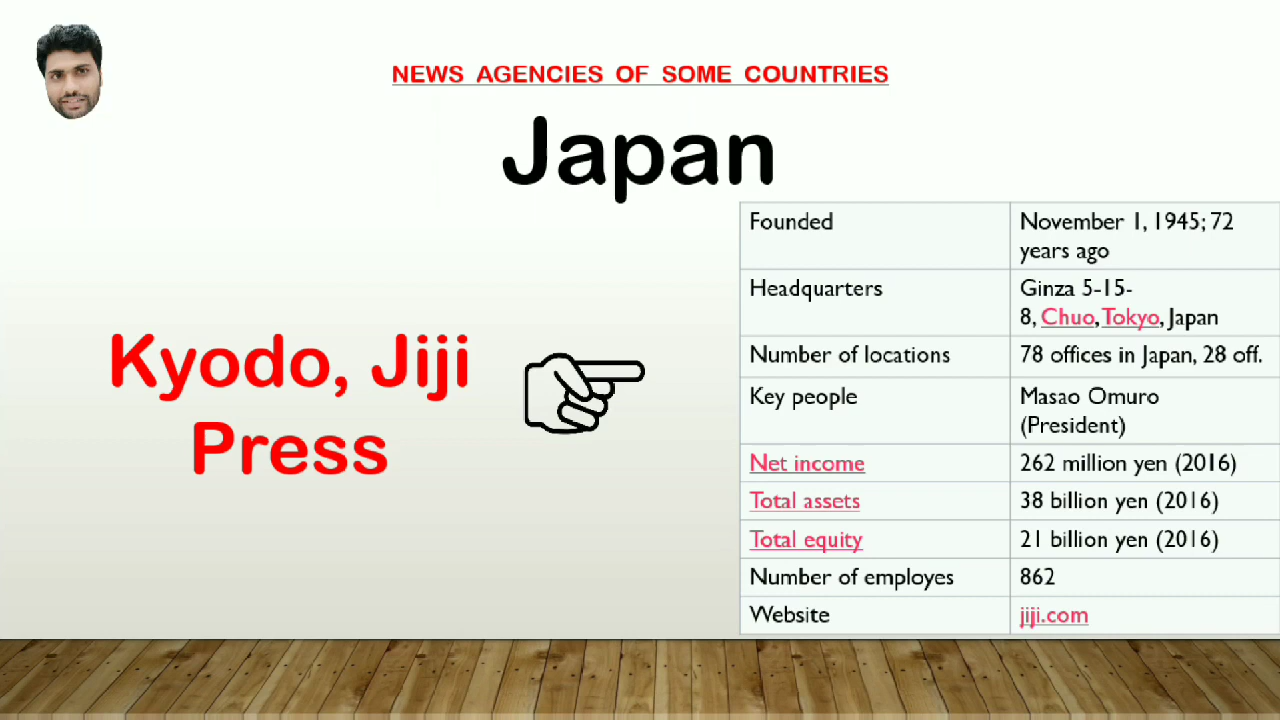 NEWS AGENCIES OF SOME COUNTRIES
Japan
Kyodo, Jiji
Press
Founded
November 1, 1945; 72
years ago
Headquarters
Ginza 5-15-
8, Chuo, Tokyo, Japan
Number of locations
78 offices in Japan, 28 off.
Key people
Masao Omuro
(President)
Net income
262 million yen (2016)
Total assets
38 billion yen (2016)
Total equity
21 billion yen (2016)
Number of employes
862
Website
jiji.com